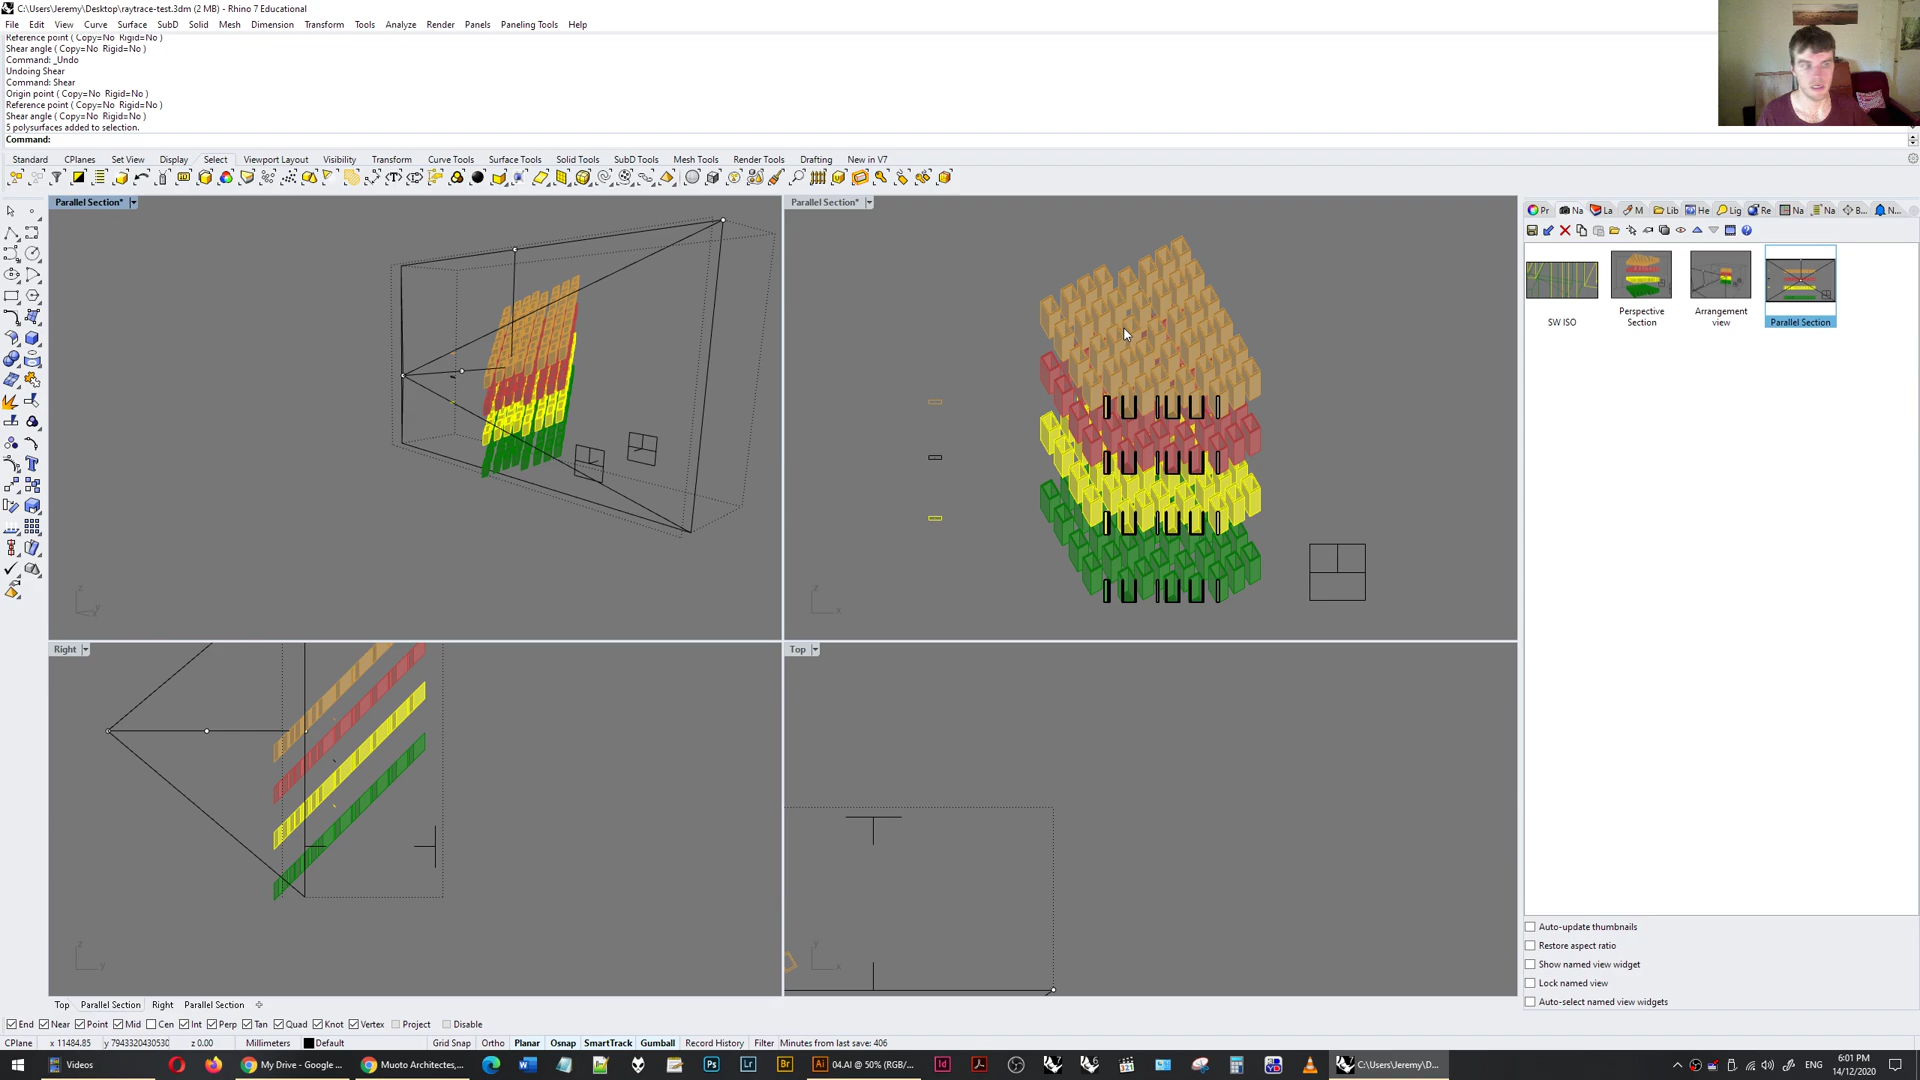 C:\Users\Jeremy\Desktop\raytrace-test.3dm (2 MB) - Rhino 7 Educational
File Edit View Curve Surface SubD Solid Mesh Dimension Transform Tools Analyze Render Panels Paneling Tools Help
Reference point ( Copy=No Rigid=No )
Shear angle ( Copy=No Rigid=No )
Command: _Undo
Undoing Shear
Command: Shear
Origin point ( Copy=No Rigid=No )
Reference point ( Copy=No Rigid=No )
Shear angle ( Copy=No Rigid=No )
5 polysurfaces added to selection.
Command:
Standard CPlanes Set View Display Select Viewport Layout Visibility Transform Curve Tools Surface Tools Solid Tools SubD Tools Mesh Tools Render Tools Drafting New in V7
Parallel Section* Parallel Section*
Pr Na La M Lib He Lig Re Na Na B... N...
SW ISO Perspective Section Arrangement view Parallel Section
z y z x
Right Top
z y y x
Auto-update thumbnails
Restore aspect ratio
Show named view widget
Lock named view
Auto-select named view widgets
Top Parallel Section Right Parallel Section
End Near Point Mid Cen Int Perp Tan Quad Knot Vertex Project Disable
CPlane x 11484.85 y 7943320430530 z 0.00 Millimeters Default Grid Snap Ortho Planar Osnap SmartTrack Gumball Record History Filter Minutes from last save: 406
Videos My Drive - Google ... Muoto Architectes,... 04.AI @ 50% (RGB/... C:\Users\Jeremy\D... ENG 6:01 PM
14/12/2020